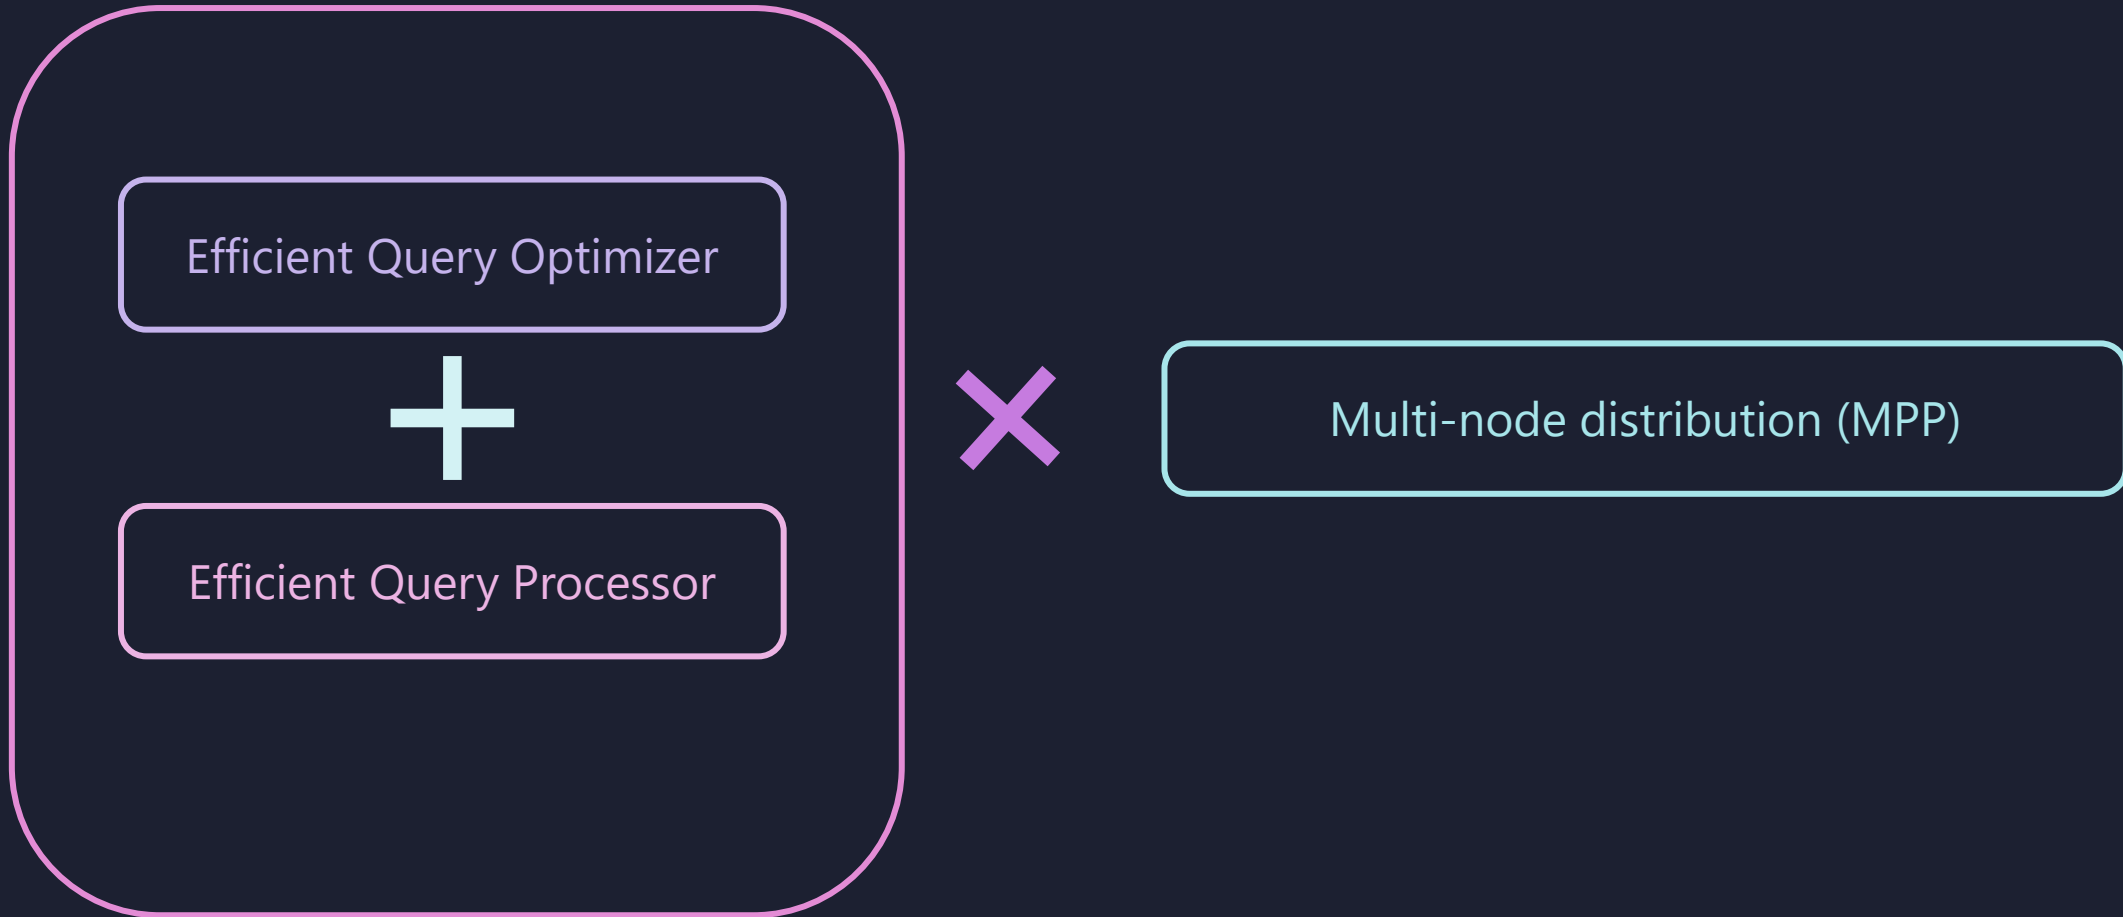 Efficient Query Optimizer
Efficient Query Processor
Multi-node distribution (MPP)